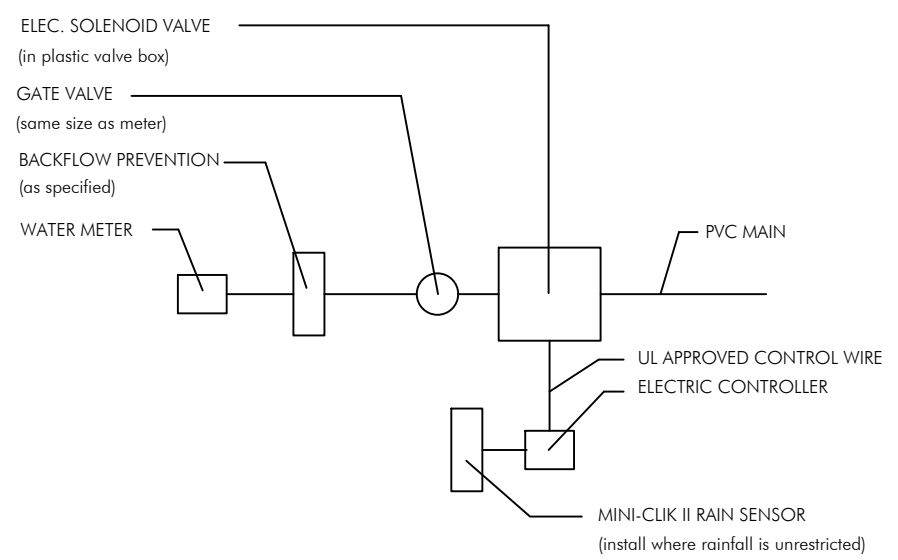 ELEC. SOLENOID VALVE
(in plastic valve box)
GATE VALVE
(same size as meter)
BACKFLOW PREVENTION
(as specified)
WATER METER
PVC MAIN
UL APPROVED CONTROL WIRE
ELECTRIC CONTROLLER
MINI-CLIK II RAIN SENSOR
(install where rainfall is unrestricted)